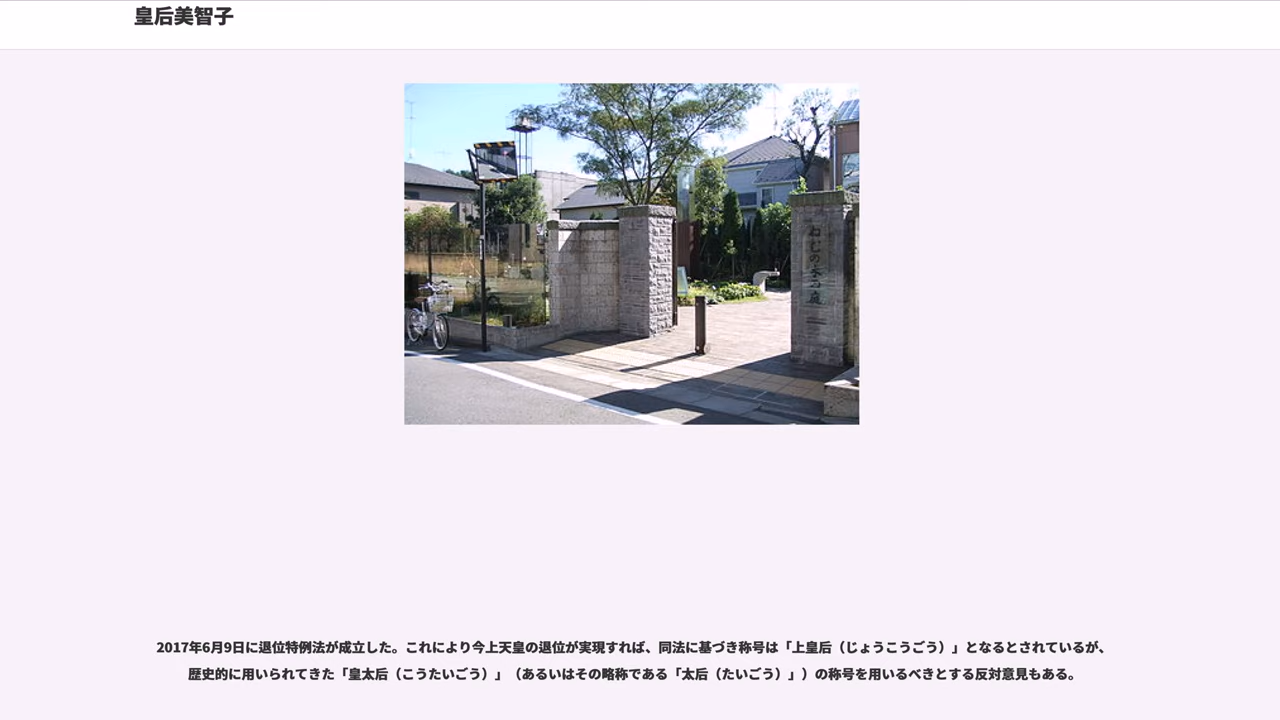 皇后美智子
ねむの木の庭
2017年6月9日に退位特例法が成立した。これにより今上天皇の退位が実現すれば、同法に基づき称号は「上皇后（じょうこうごう）」となるとされているが、
歴史的に用いられてきた「皇太后（こうたいごう）」（あるいはその略称である「太后（たいごう）」）の称号を用いるべきとする反対意見もある。